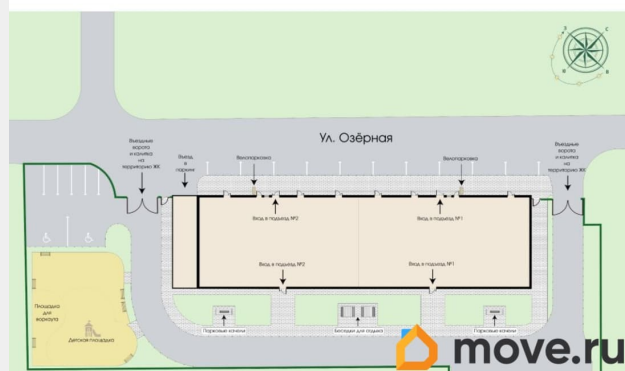 З
С
Ю
В
Ул. Озёрная
Въездные
ворота
и калитка
на
территорию ЖК
Въезд
в
паркинг
Велопарковка
Велопарковка
Въездные
ворота
и калитка
на
территорию ЖК
Вход в подъезд №2
Вход в подъезд №1
Вход в подъезд №2
Вход в подъезд №1
Площадка
для
воркаута
Детская площадка
Парковые качели
Беседки для отдыха
Парковые качели
move.ru